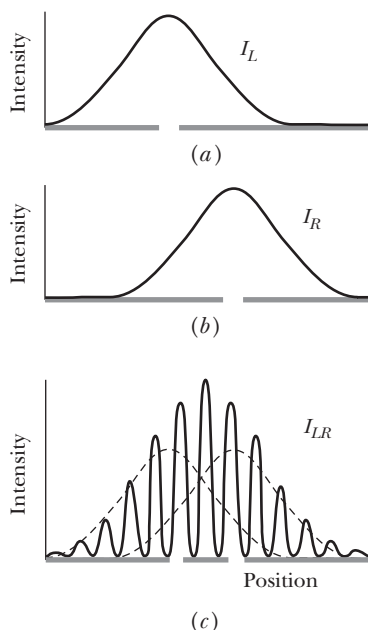 Intensity
I_L
(a)
Intensity
I_R
(b)
Intensity
I_LR
Position
(c)